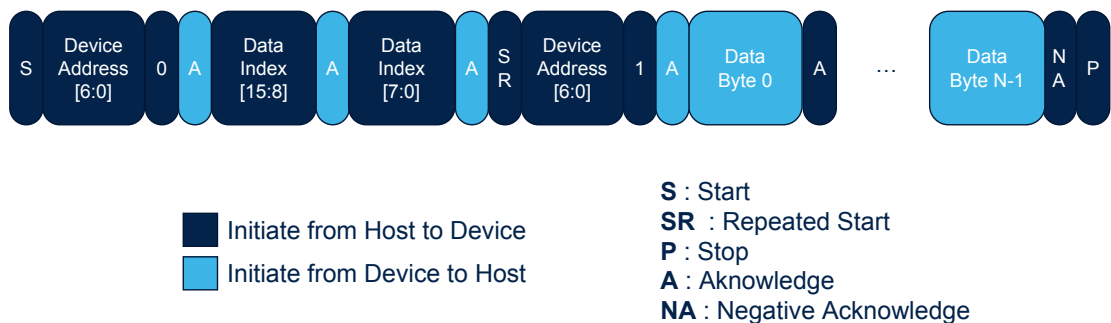 S
Device
Address
[6:0]
0
A
Data
Index
[15:8]
A
Data
Index
[7:0]
A
S
R
Device
Address
[6:0]
1
A
Data
Byte 0
A
...
Data
Byte N-1
N
A
P
Initiate from Host to Device
Initiate from Device to Host
S : Start
SR : Repeated Start
P : Stop
A : Aknowledge
NA : Negative Acknowledge